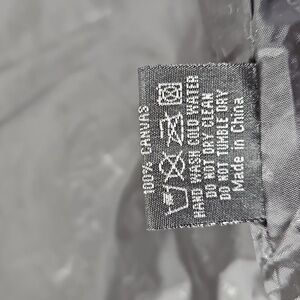 100% CANVAS
HAND WASH COLD WATER
DO NOT DRY CLEAN
DO NOT TUMBLE DRY
Made in China